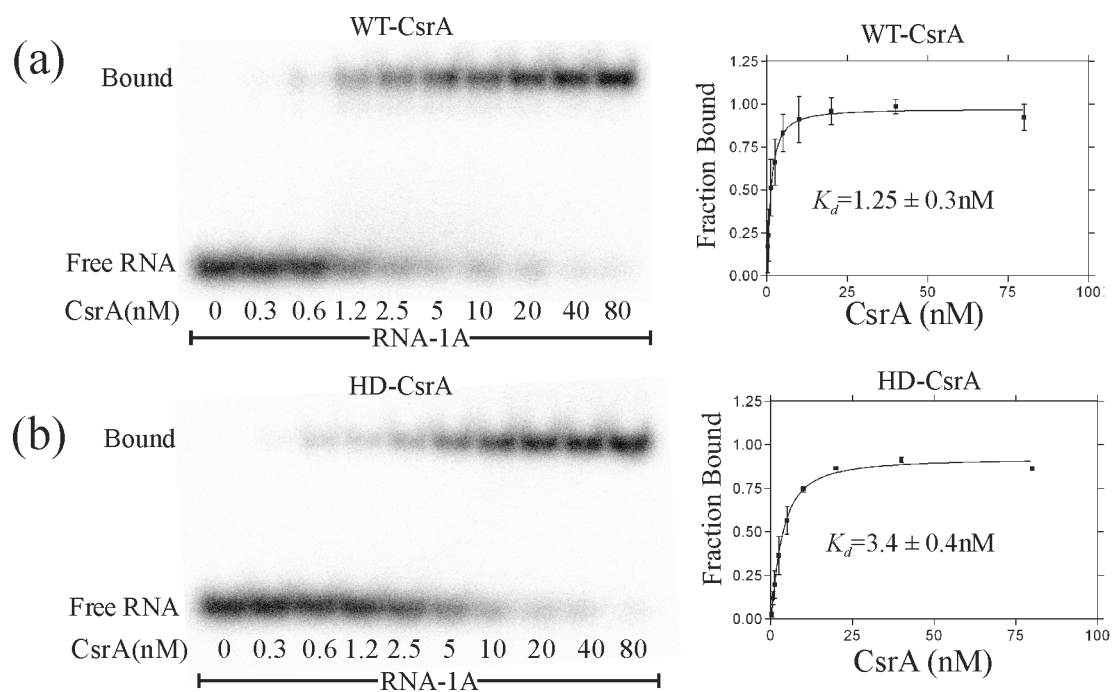 WT-CsrA
(a)
Bound
Free RNA
CsrA(nM) 0 0.3 0.6 1.2 2.5 5 10 20 40 80
RNA-1A
WT-CsrA
Fraction Bound
1.25
1.00
0.75
0.50
0.25
0.00
K_d=1.25 ± 0.3nM
0 25 50 75 100
CsrA (nM)
HD-CsrA
(b)
Bound
Free RNA
CsrA(nM) 0 0.3 0.6 1.2 2.5 5 10 20 40 80
RNA-1A
HD-CsrA
Fraction Bound
1.25
1.00
0.75
0.50
0.25
0.00
K_d=3.4 ± 0.4nM
0 25 50 75 100
CsrA (nM)